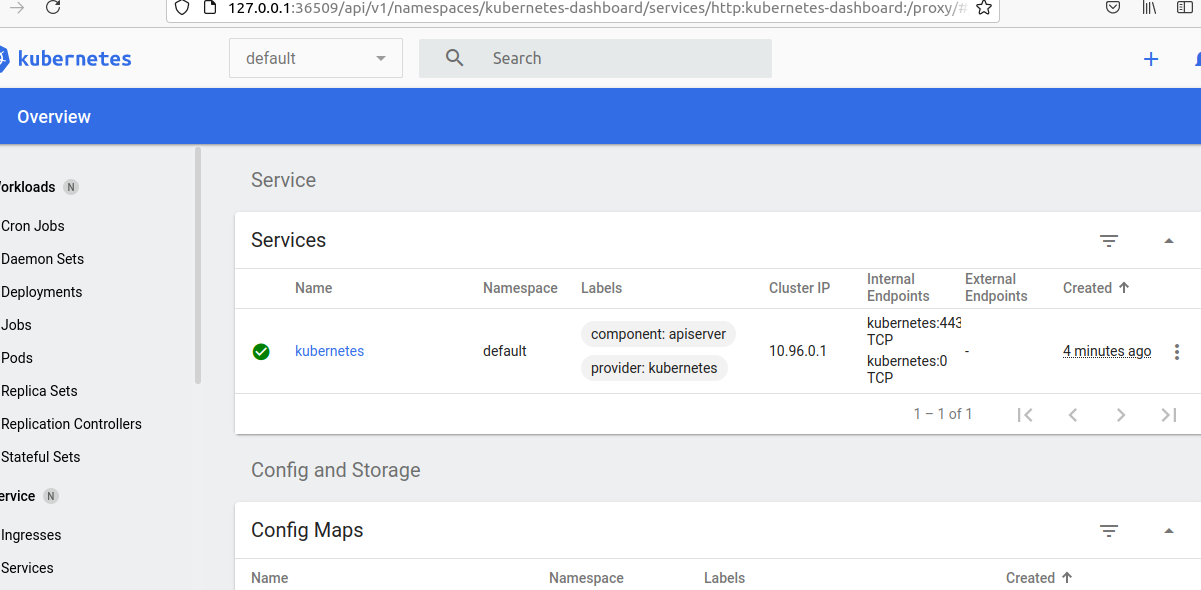 127.0.0.1:36509/api/v1/namespaces/kubernetes-dashboard/services/http:kubernetes-dashboard:/proxy/#
kubernetes
default
Search
Overview
orkloads N
Cron Jobs
Daemon Sets
Deployments
Jobs
Pods
Replica Sets
Replication Controllers
Stateful Sets
ervice N
Ingresses
Services
Service
Services
Name Namespace Labels Cluster IP Internal Endpoints External Endpoints Created
kubernetes default component: apiserver 10.96.0.1 kubernetes:443 TCP - 4 minutes ago
provider: kubernetes kubernetes:0 TCP
1 – 1 of 1
Config and Storage
Config Maps
Name Namespace Labels Created